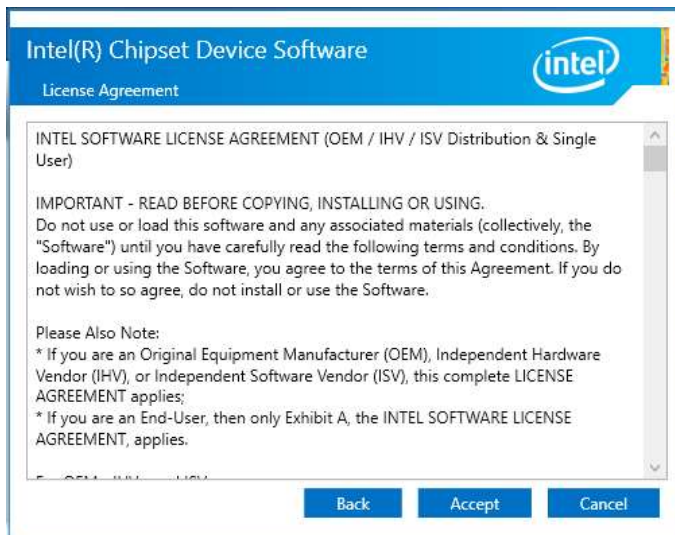 Intel(R) Chipset Device Software
intel
License Agreement
INTEL SOFTWARE LICENSE AGREEMENT (OEM / IHV / ISV Distribution & Single
User)
IMPORTANT - READ BEFORE COPYING, INSTALLING OR USING.
Do not use or load this software and any associated materials (collectively, the
"Software") until you have carefully read the following terms and conditions. By
loading or using the Software, you agree to the terms of this Agreement. If you do
not wish to so agree, do not install or use the Software.
Please Also Note:
* If you are an Original Equipment Manufacturer (OEM), Independent Hardware
Vendor (IHV), or Independent Software Vendor (ISV), this complete LICENSE
AGREEMENT applies;
* If you are an End-User, then only Exhibit A, the INTEL SOFTWARE LICENSE
AGREEMENT, applies.
Back Accept Cancel